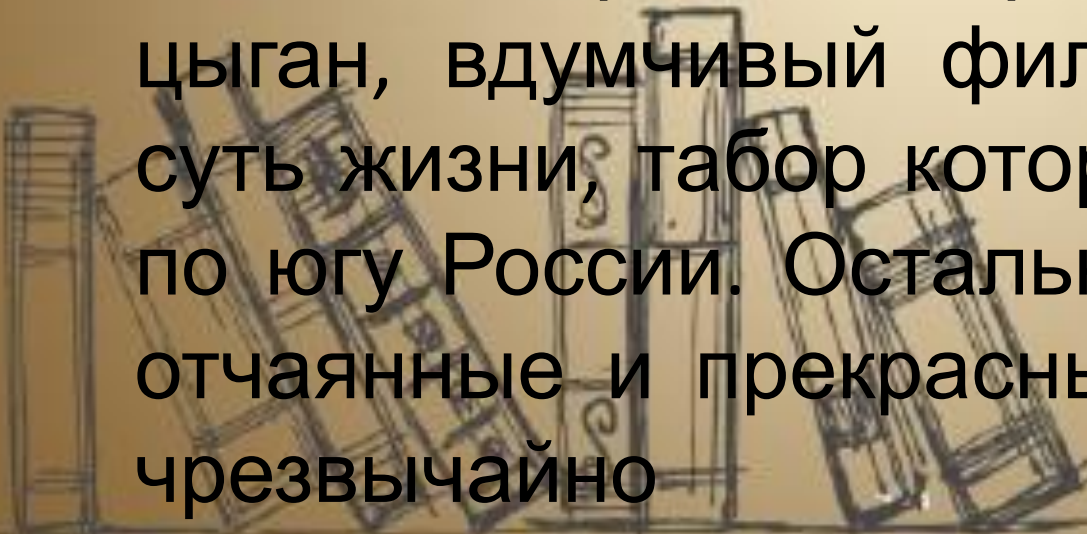 цыган, вдумчивый фил
суть жизни, табор котор
по югу России. Осталь
отчаянные и прекрасн
чрезвычайно